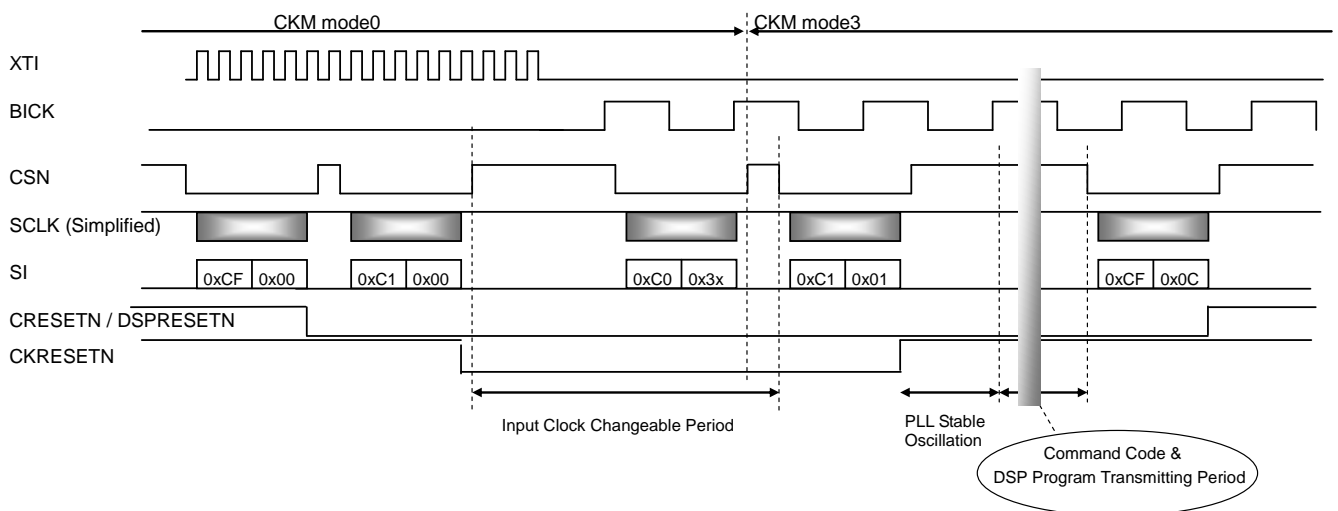 CKM mode0
CKM mode3
XTI
BICK
CSN
SCLK (Simplified)
SI
0xCF 0x00 0xC1 0x00 0xC0 0x3x 0xC1 0x01 0xCF 0x0C
CRESETN / DSPRESETN
CKRESETN
Input Clock Changeable Period
PLL Stable
Oscillation
Command Code &
DSP Program Transmitting Period